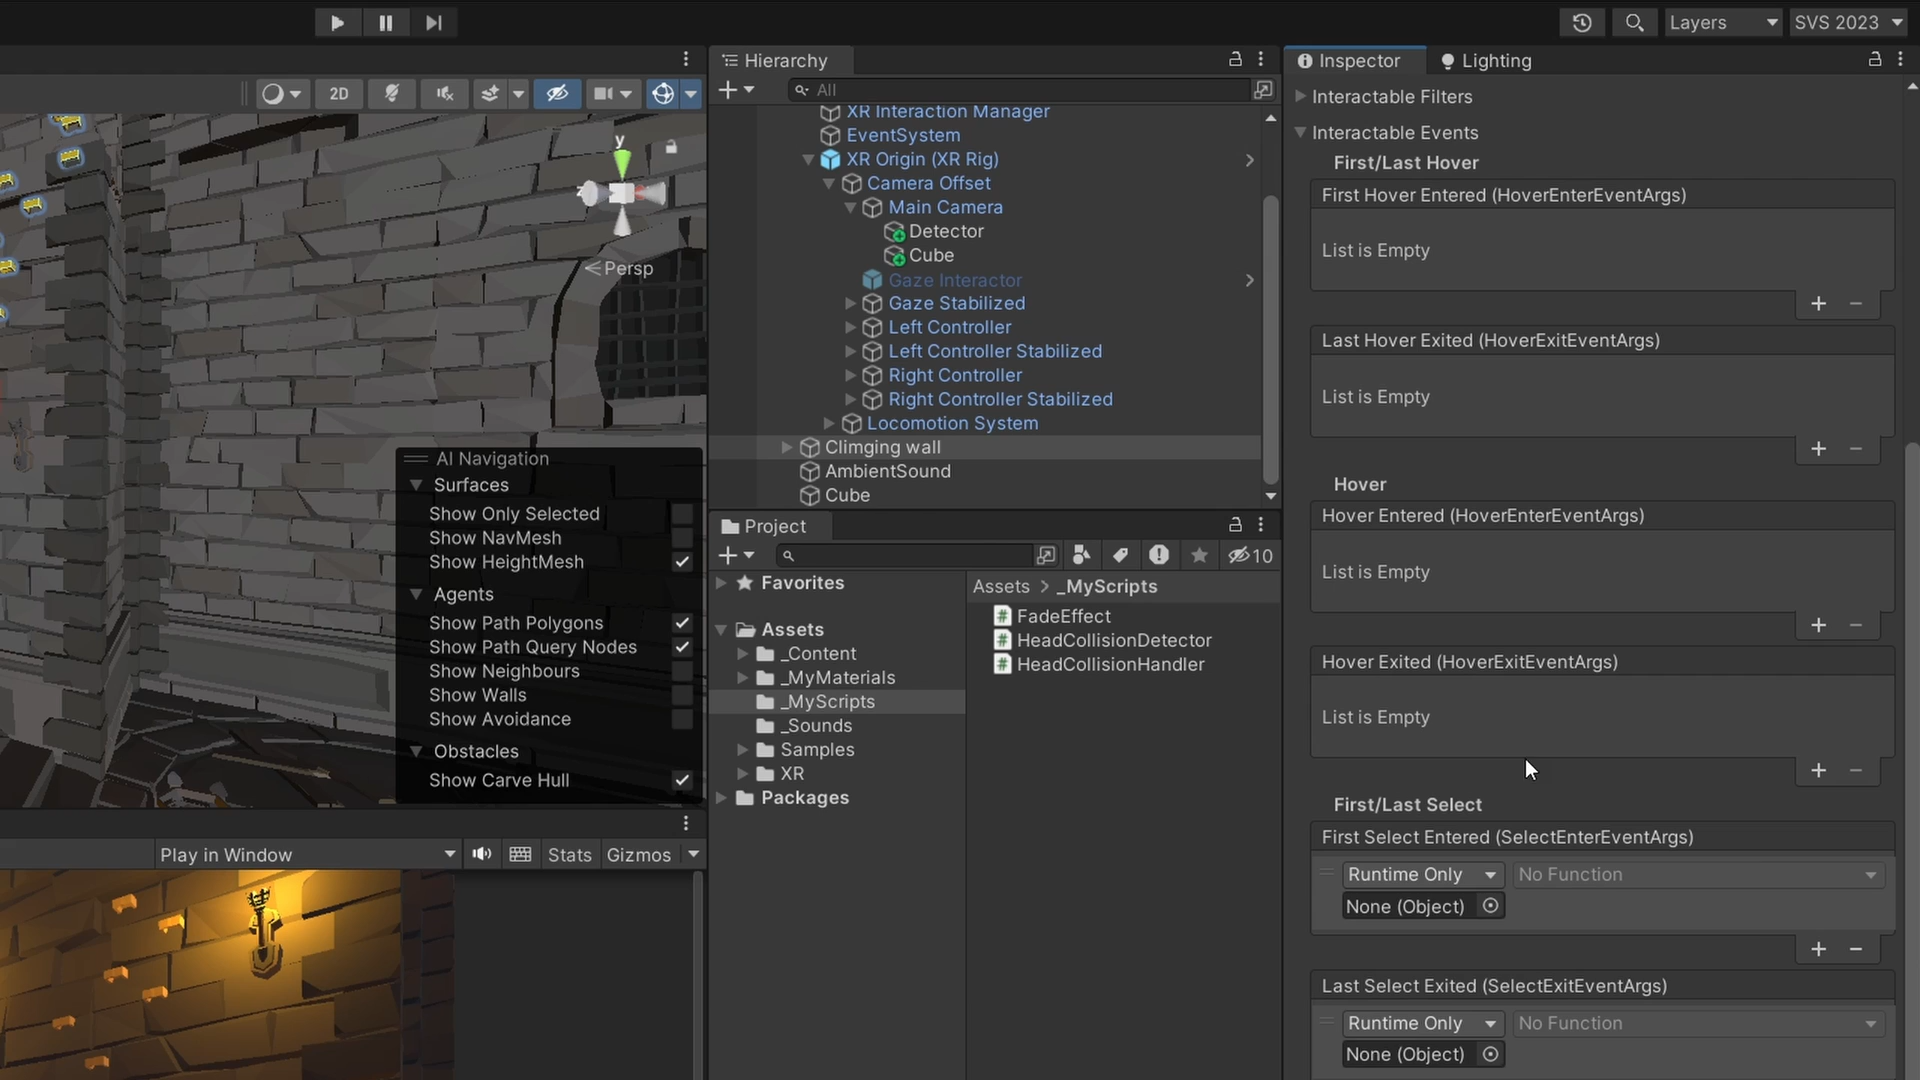 Layers
SVS 2023
2D
y
z
Persp
AI Navigation
Surfaces
Show Only Selected
Show NavMesh
Show HeightMesh
Agents
Show Path Polygons
Show Path Query Nodes
Show Neighbours
Show Walls
Show Avoidance
Obstacles
Show Carve Hull
Play in Window
Stats
Gizmos
Hierarchy
All
XR Interaction Manager
EventSystem
XR Origin (XR Rig)
Camera Offset
Main Camera
Detector
Cube
Gaze Interactor
Gaze Stabilized
Left Controller
Left Controller Stabilized
Right Controller
Right Controller Stabilized
Locomotion System
Climging wall
AmbientSound
Cube
Project
10
Favorites
Assets
_Content
_MyMaterials
_MyScripts
_Sounds
Samples
XR
Packages
Assets > _MyScripts
FadeEffect
HeadCollisionDetector
HeadCollisionHandler
Inspector
Lighting
Interactable Filters
Interactable Events
First/Last Hover
First Hover Entered (HoverEnterEventArgs)
List is Empty
Last Hover Exited (HoverExitEventArgs)
List is Empty
Hover
Hover Entered (HoverEnterEventArgs)
List is Empty
Hover Exited (HoverExitEventArgs)
List is Empty
First/Last Select
First Select Entered (SelectEnterEventArgs)
Runtime Only
No Function
None (Object)
Last Select Exited (SelectExitEventArgs)
Runtime Only
No Function
None (Object)